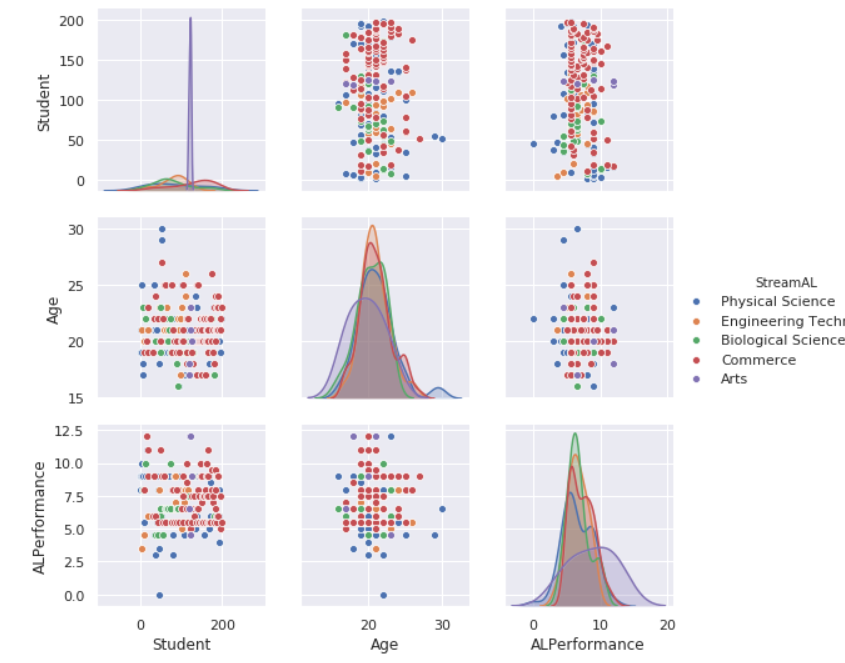 200
150
100
50
0
Student
30
25
20
15
Age
StreamAL
Physical Science
Engineering Techn
Biological Science
Commerce
Arts
12.5
10.0
7.5
5.0
2.5
0.0
ALPerformance
0 200
20 30
0 10 20
Student Age ALPerformance